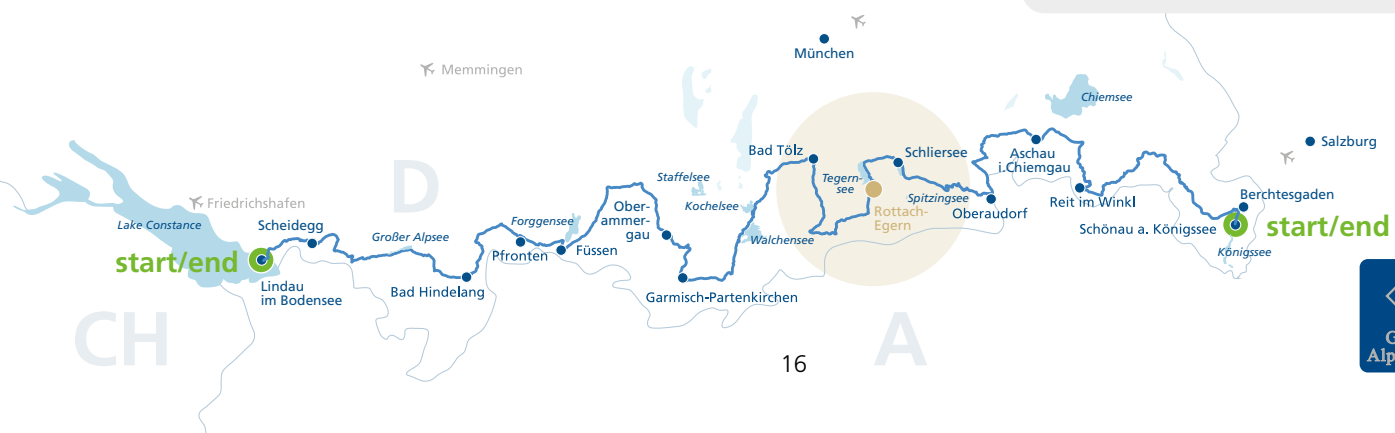 München
Memmingen
Chiemsee
Salzburg
Bad Tölz
Schliersee
Aschau
i.Chiemgau
Staffelsee
Tegern-
see
Spitzingsee
Berchtesgaden
Friedrichshafen
D
Kochelsee
Rottach-
Egern
Oberaudorf
Reit im Winkl
Lake Constance
Scheidegg
Forggensee
Ober-
ammer-
gau
Walchensee
Schönau a. Königssee
start/end
Großer Alpsee
Pfronten
Füssen
Königssee
start/end
Lindau
im Bodensee
Bad Hindelang
Garmisch-Partenkirchen
CH
A
16